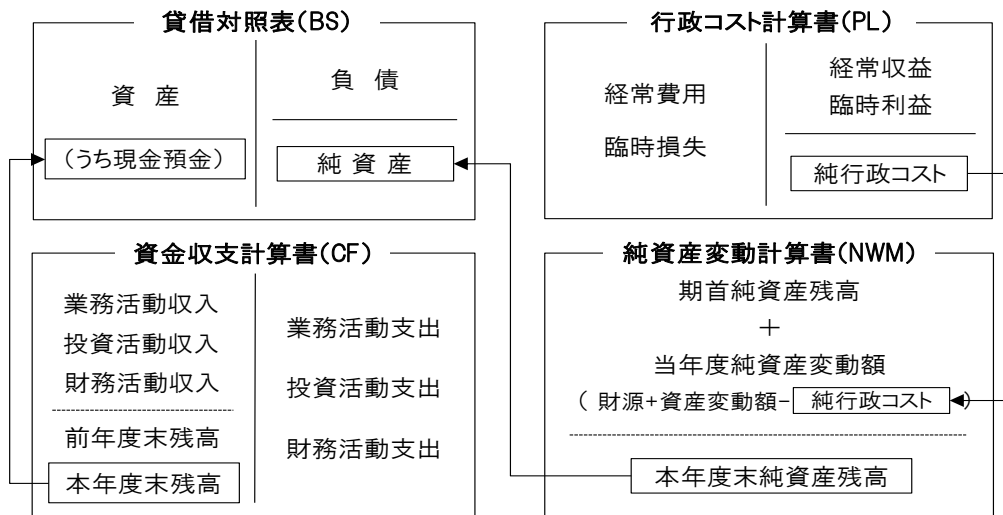 貸借対照表(BS)
資 産
(うち現金預金)
負 債
純 資 産
行政コスト計算書(PL)
経常費用
臨時損失
経常収益
臨時利益
純行政コスト
資金収支計算書(CF)
業務活動収入
投資活動収入
財務活動収入
前年度末残高
本年度末残高
業務活動支出
投資活動支出
財務活動支出
純資産変動計算書(NWM)
期首純資産残高
+
当年度純資産変動額
( 財源+資産変動額- 純行政コスト )
本年度末純資産残高